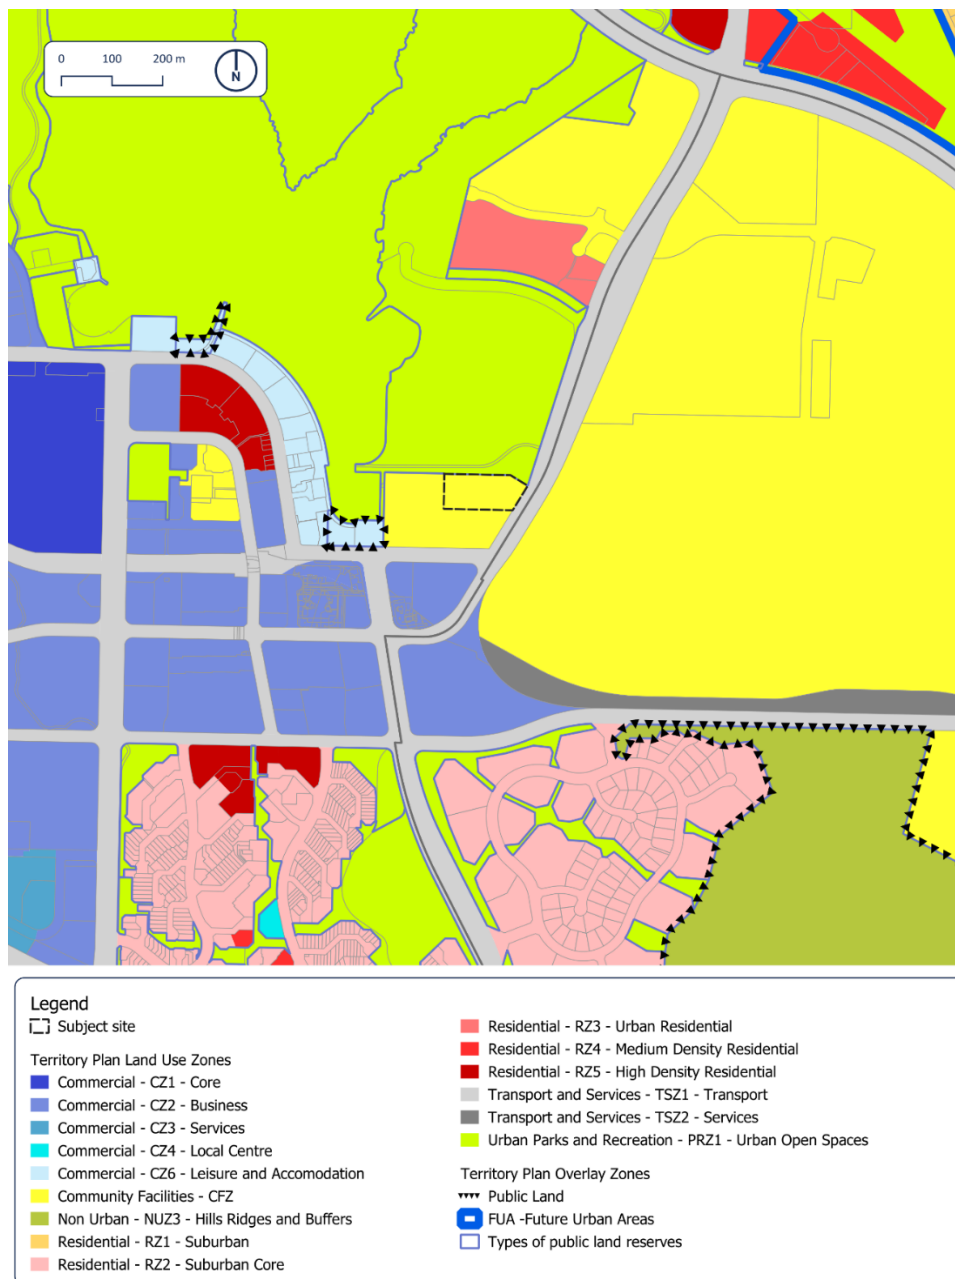 0 100 200 m
N
Legend
Subject site
Territory Plan Land Use Zones
Commercial - CZ1 - Core
Commercial - CZ2 - Business
Commercial - CZ3 - Services
Commercial - CZ4 - Local Centre
Commercial - CZ6 - Leisure and Accomodation
Community Facilities - CFZ
Non Urban - NUZ3 - Hills Ridges and Buffers
Residential - RZ1 - Suburban
Residential - RZ2 - Suburban Core
Residential - RZ3 - Urban Residential
Residential - RZ4 - Medium Density Residential
Residential - RZ5 - High Density Residential
Transport and Services - TSZ1 - Transport
Transport and Services - TSZ2 - Services
Urban Parks and Recreation - PRZ1 - Urban Open Spaces
Territory Plan Overlay Zones
Public Land
FUA -Future Urban Areas
Types of public land reserves